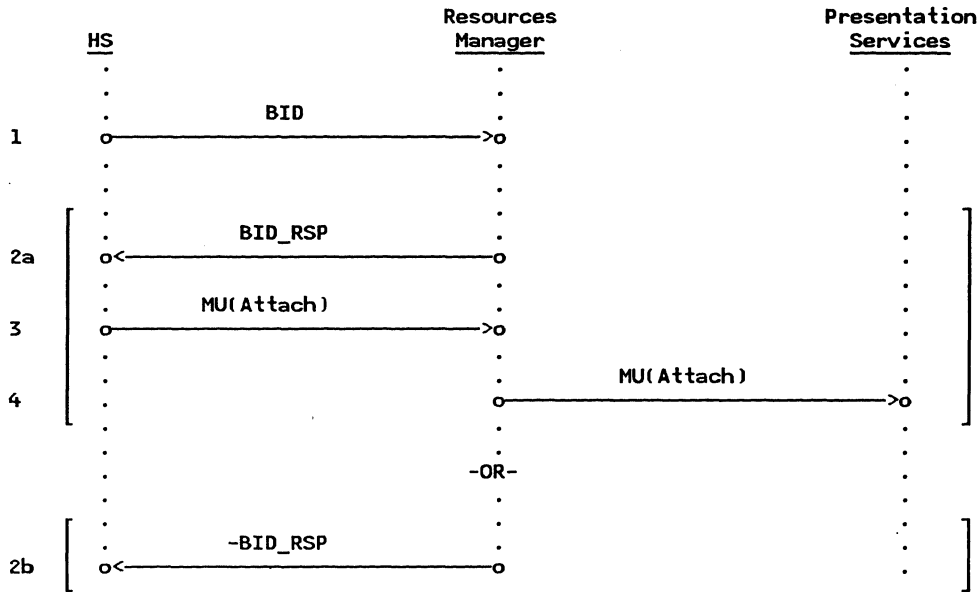 Resources Presentation
HS Manager Services
BID
1
BID_RSP
2a
MU(Attach)
3
MU(Attach)
4
-OR-
-BID_RSP
2b